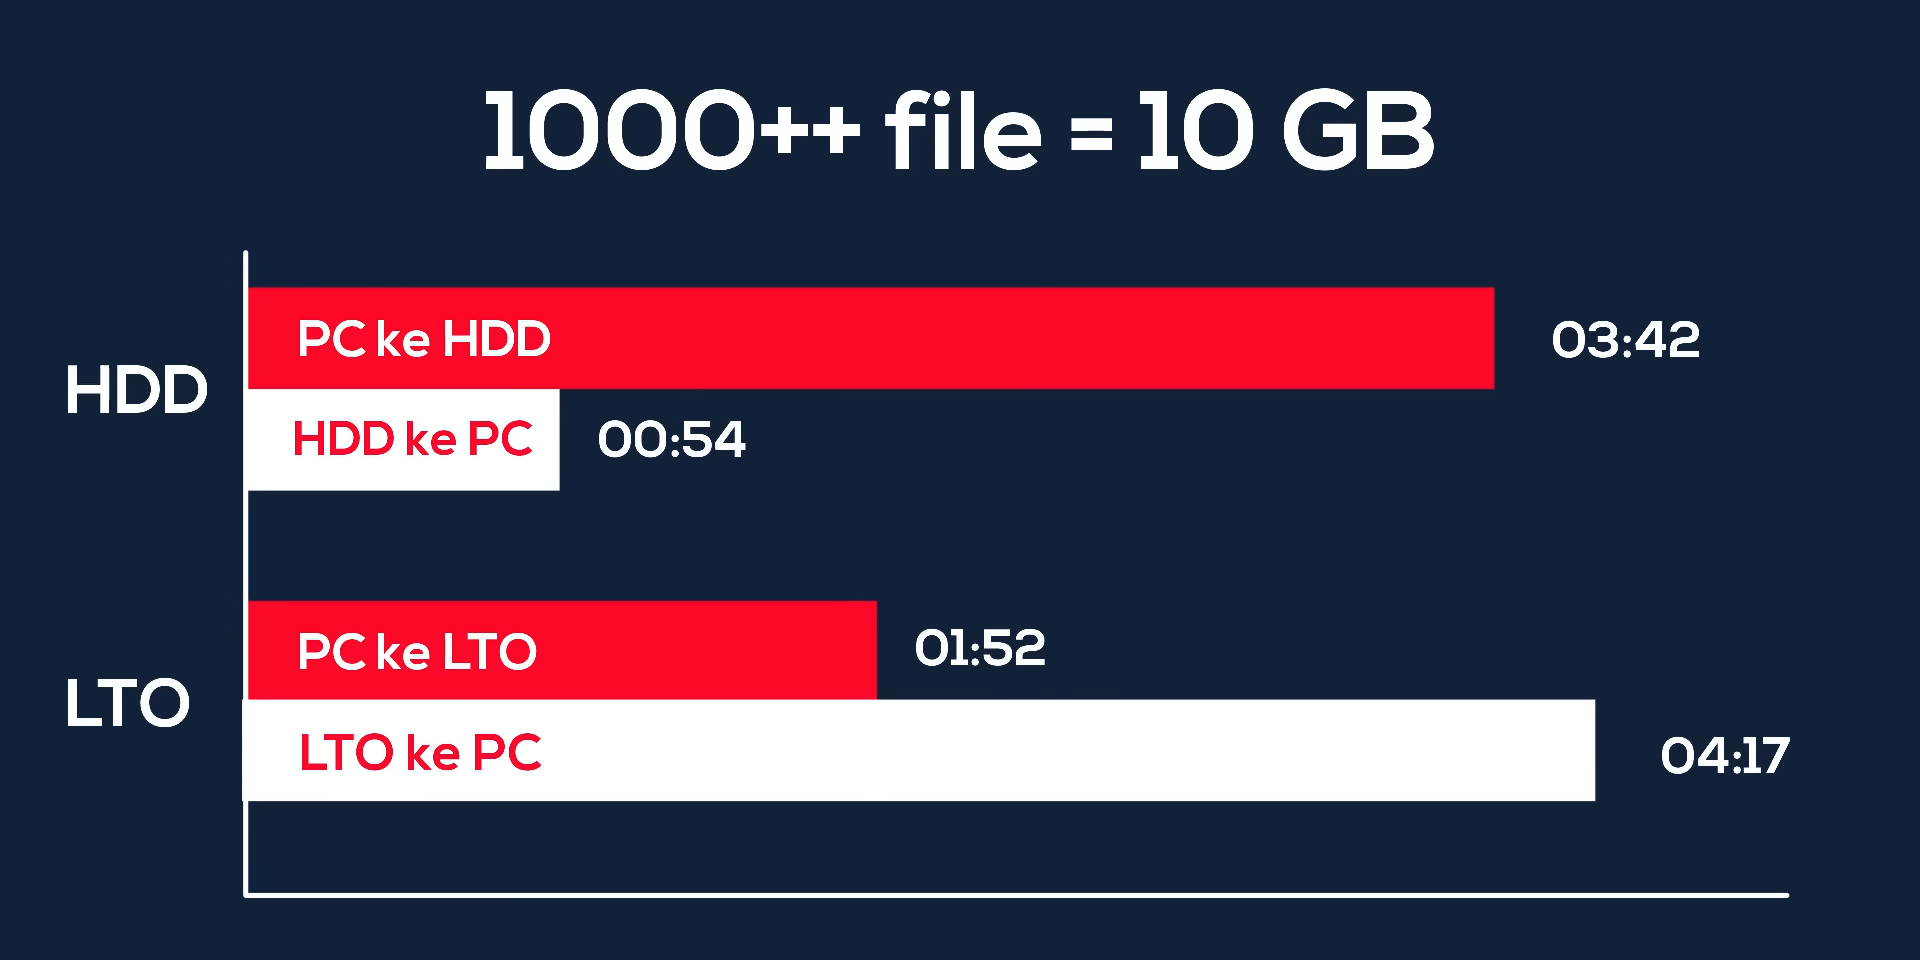 1000++ file = 10 GB
HDD
PC ke HDD
03:42
HDD ke PC
00:54
LTO
PC ke LTO
01:52
LTO ke PC
04:17